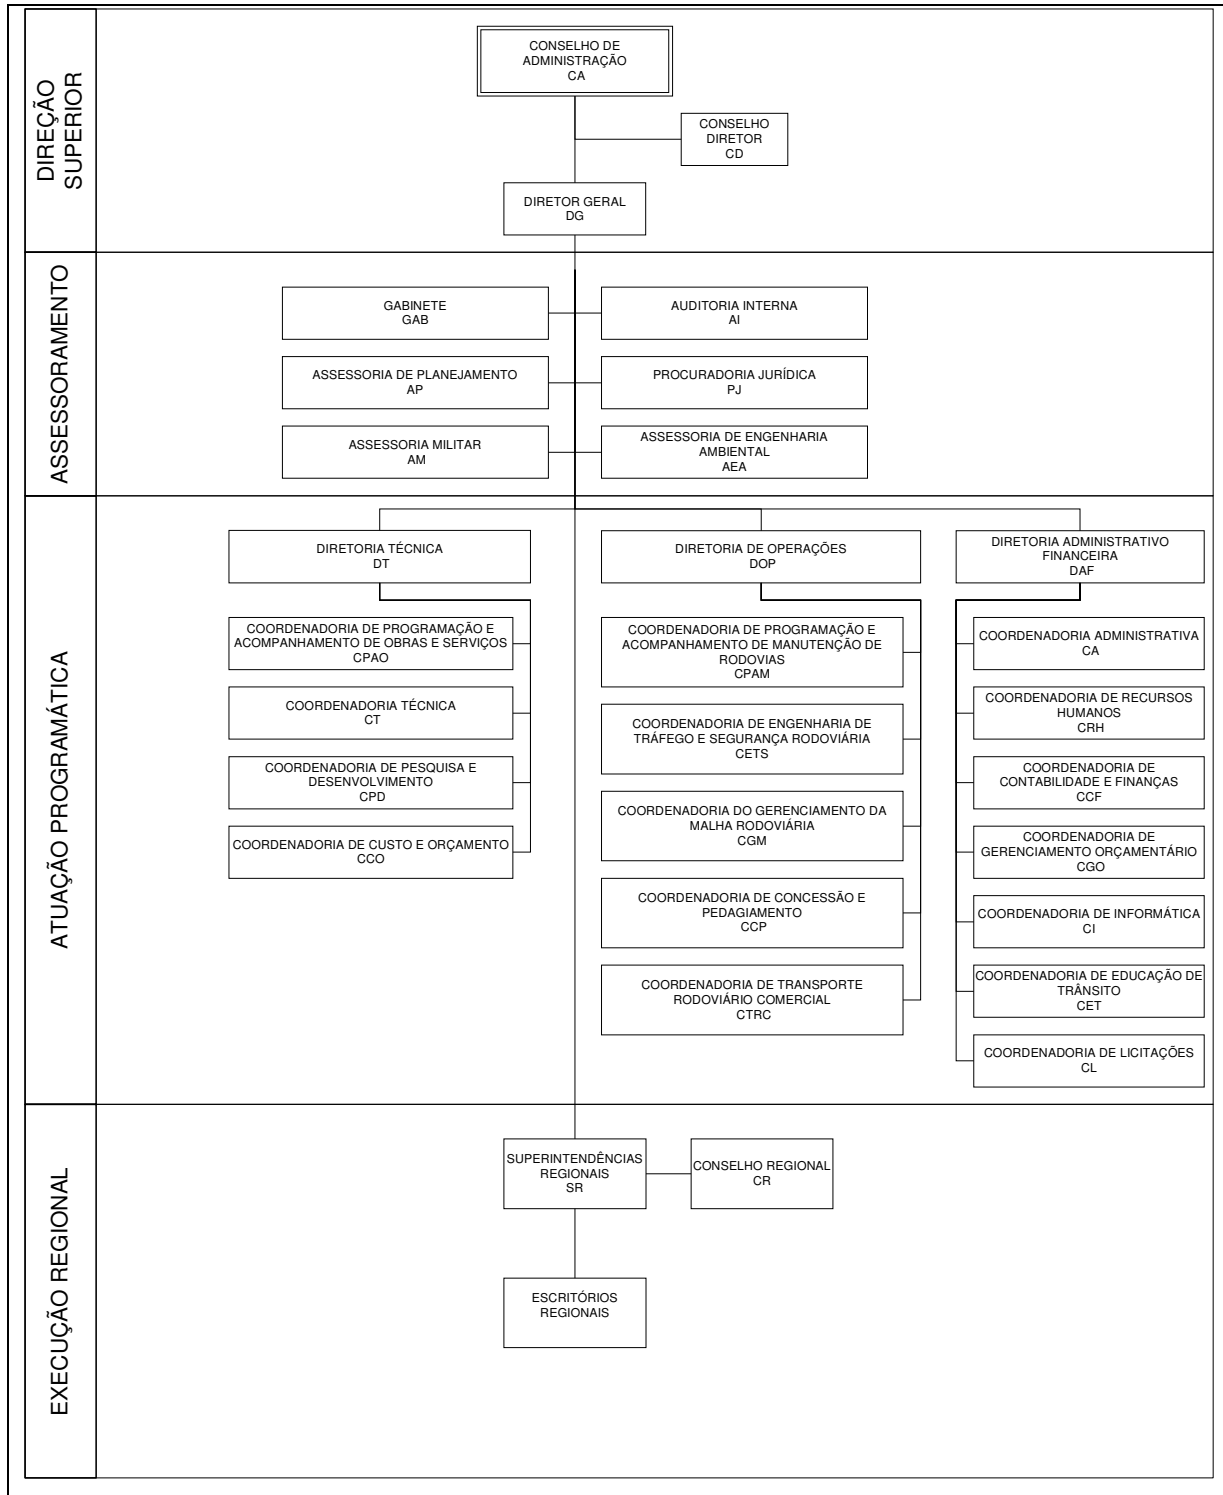 DIREÇÃO
SUPERIOR
CONSELHO DE
ADMINISTRAÇÃO
CA
CONSELHO
DIRETOR
CD
DIRETOR GERAL
DG
ASSESSORAMENTO
GABINETE
GAB
AUDITORIA INTERNA
AI
ASSESSORIA DE PLANEJAMENTO
AP
PROCURADORIA JURÍDICA
PJ
ASSESSORIA MILITAR
AM
ASSESSORIA DE ENGENHARIA
AMBIENTAL
AEA
ATUAÇÃO PROGRAMÁTICA
DIRETORIA TÉCNICA
DT
COORDENADORIA DE PROGRAMAÇÃO E
ACOMPANHAMENTO DE OBRAS E SERVIÇOS
CPAO
COORDENADORIA TÉCNICA
CT
COORDENADORIA DE PESQUISA E
DESENVOLVIMENTO
CPD
COORDENADORIA DE CUSTO E ORÇAMENTO
CCO
DIRETORIA DE OPERAÇÕES
DOP
COORDENADORIA DE PROGRAMAÇÃO E
ACOMPANHAMENTO DE MANUTENÇÃO DE
RODOVIAS
CPAM
COORDENADORIA DE ENGENHARIA DE
TRÁFEGO E SEGURANÇA RODOVIÁRIA
CETS
COORDENADORIA DO GERENCIAMENTO DA
MALHA RODOVIÁRIA
CGM
COORDENADORIA DE CONCESSÃO E
PEDAGIAMENTO
CCP
COORDENADORIA DE TRANSPORTE
RODOVIÁRIO COMERCIAL
CTRC
DIRETORIA ADMINISTRATIVO
FINANCEIRA
DAF
COORDENADORIA ADMINISTRATIVA
CA
COORDENADORIA DE RECURSOS
HUMANOS
CRH
COORDENADORIA DE
CONTABILIDADE E FINANÇAS
CCF
COORDENADORIA DE
GERENCIAMENTO ORÇAMENTÁRIO
CGO
COORDENADORIA DE INFORMÁTICA
CI
COORDENADORIA DE EDUCAÇÃO DE
TRÂNSITO
CET
COORDENADORIA DE LICITAÇÕES
CL
EXECUÇÃO REGIONAL
SUPERINTENDÊNCIAS
REGIONAIS
SR
CONSELHO REGIONAL
CR
ESCRITÓRIOS
REGIONAIS